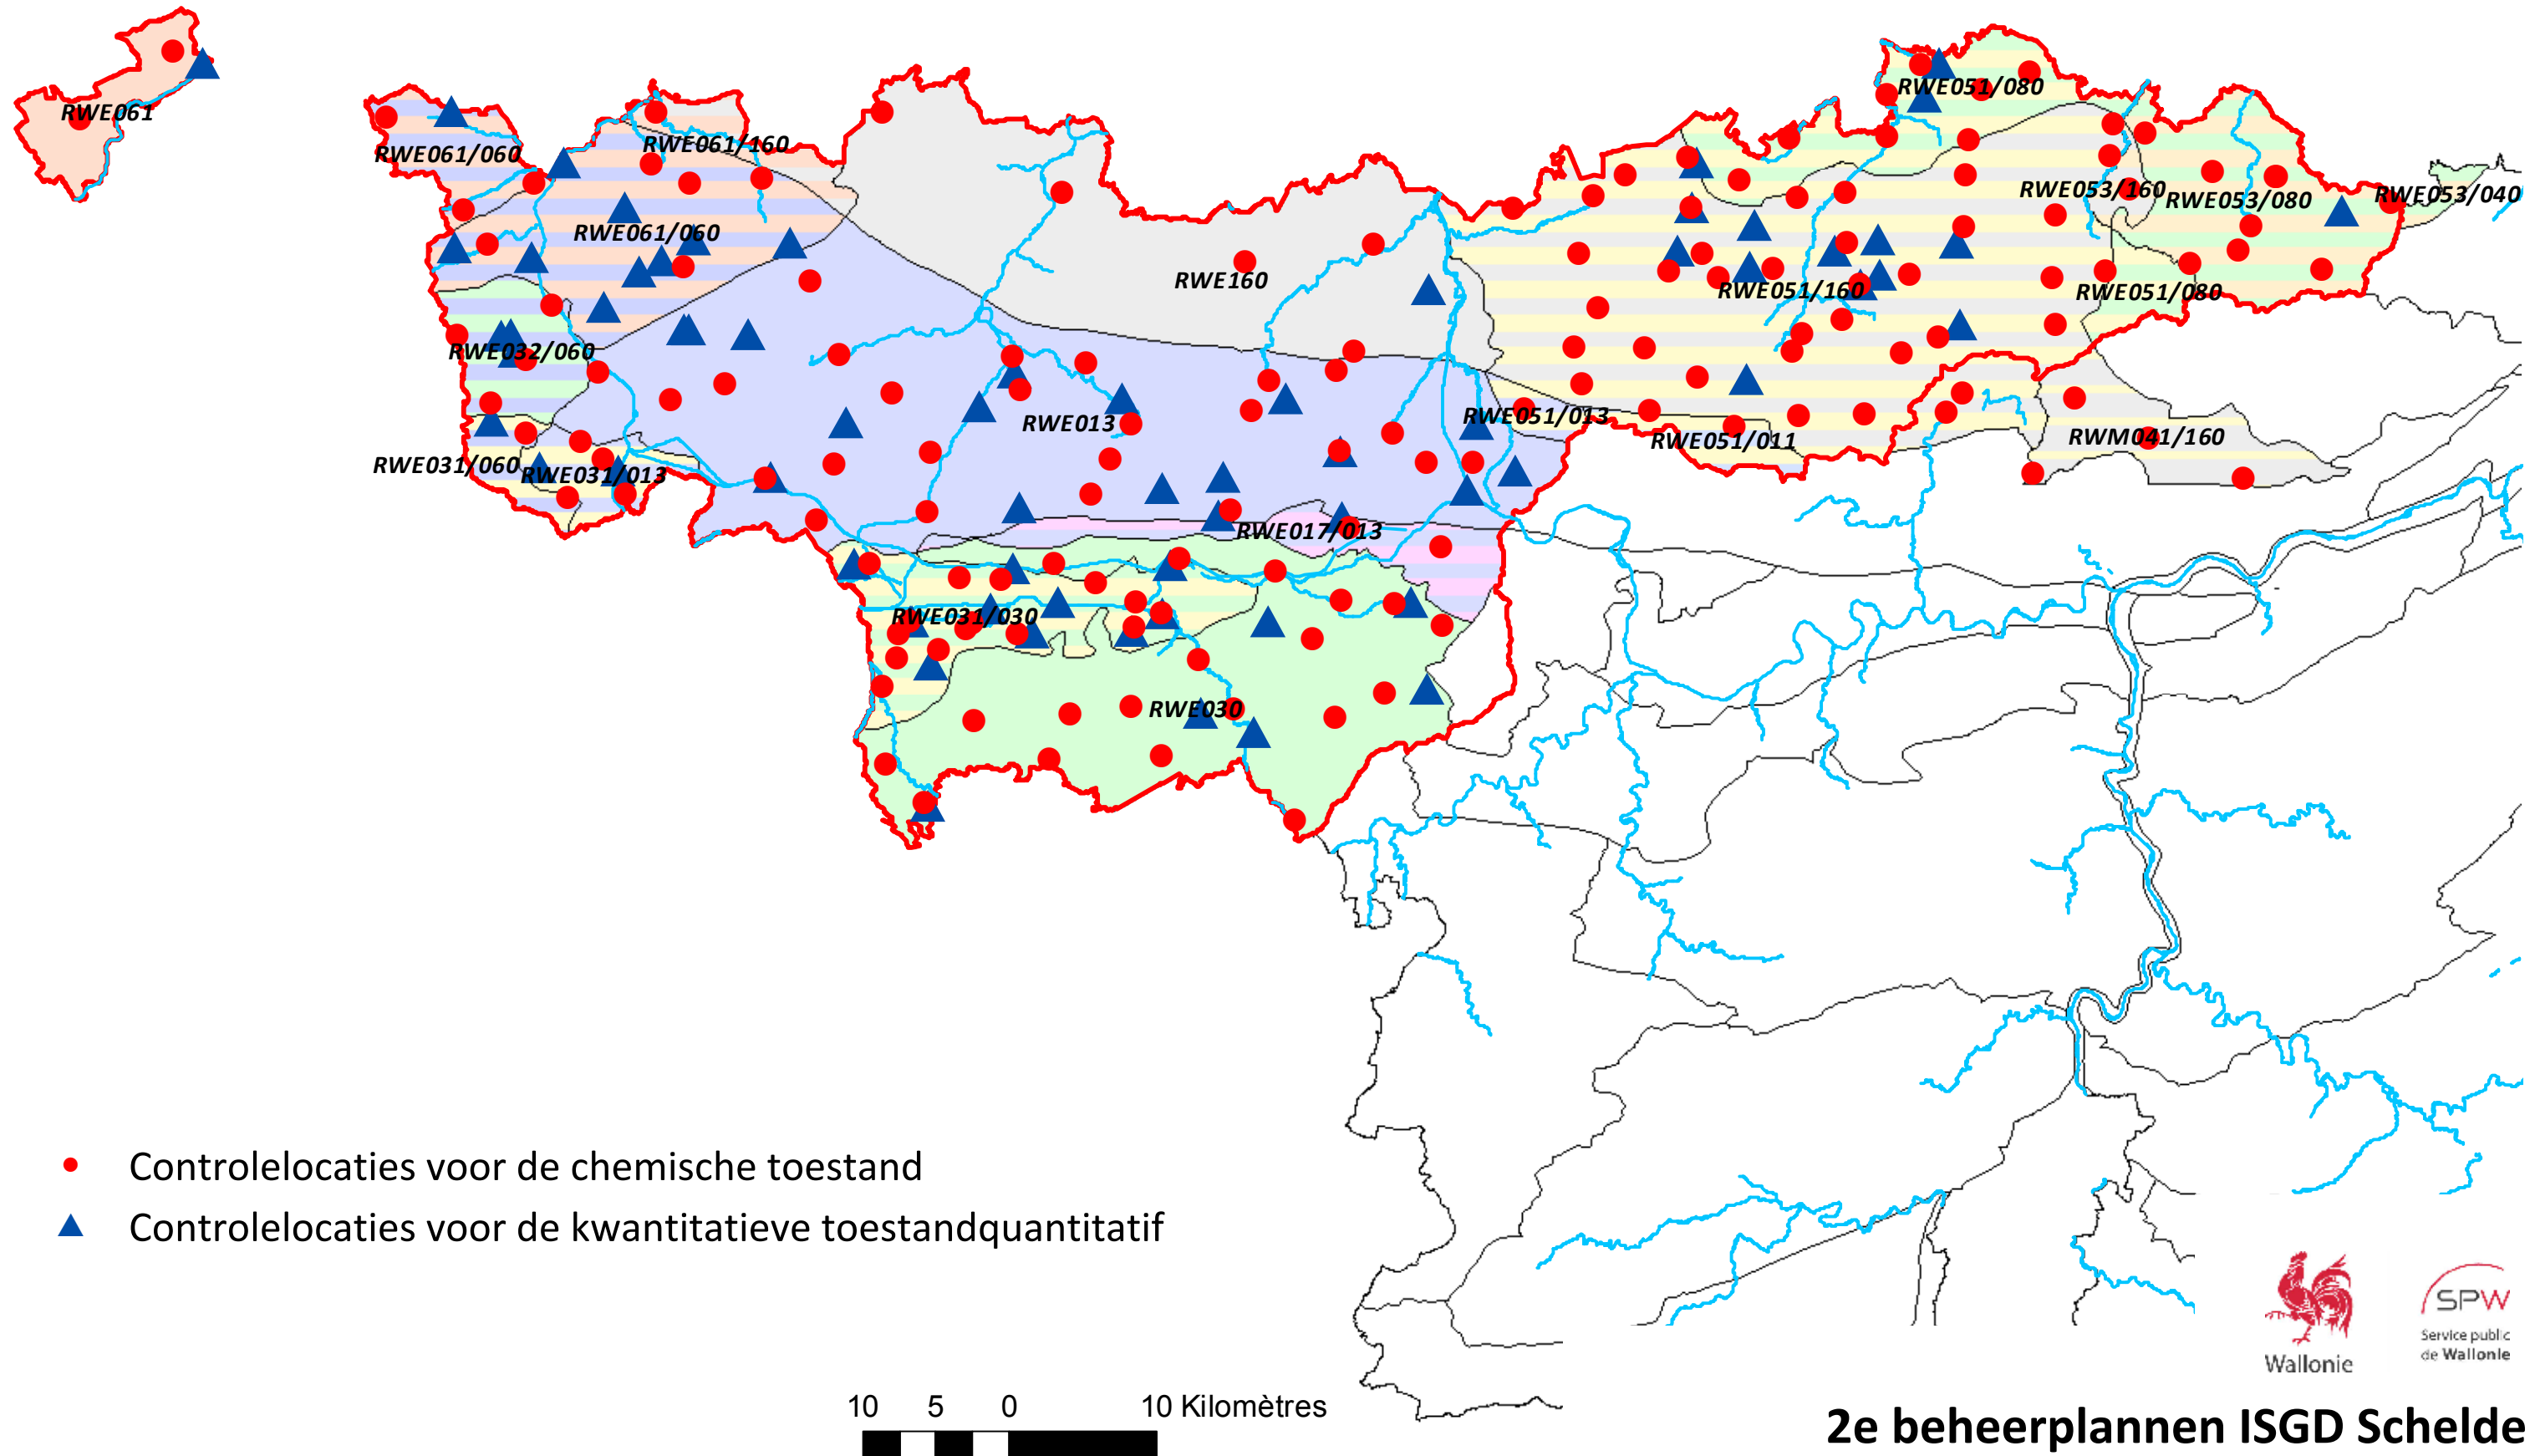 RWE051/080
RWE061
RWE061/160
RWE061/060
RWE053/160
RWE053/080
RWE053/040
RWE061/060
RWE160
RWE051/160
RWE051/080
RWE032/060
RWE013
RWE051/013
RWE051/011
RWM041/160
RWE031/060
RWE031/013
RWE017/013
RWE031/030
RWE030
Controlelocaties voor de chemische toestand
Controlelocaties voor de kwantitatieve toestandquantitatif
SPW
Service public
de Wallonie
Wallonie
10 5 0 10 Kilomètres
2e beheerplannen ISGD Schelde